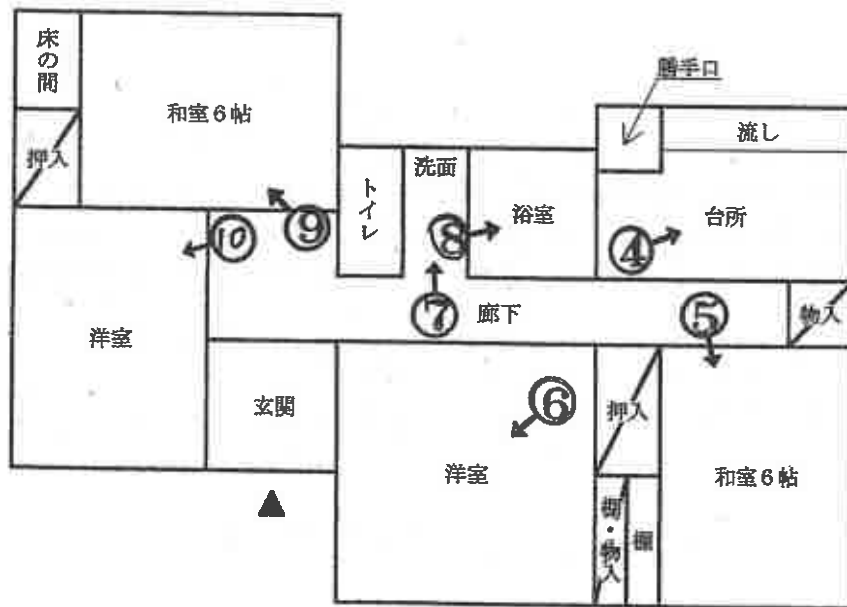 床の間
和室6帖
勝手口
流し
押入
トイレ
洗面
浴室
台所
⑧
④
⑨
⑩
⑦
廊下
⑤
物入
洋室
玄関
⑥
押入
洋室
和室6帖
棚・物入
棚